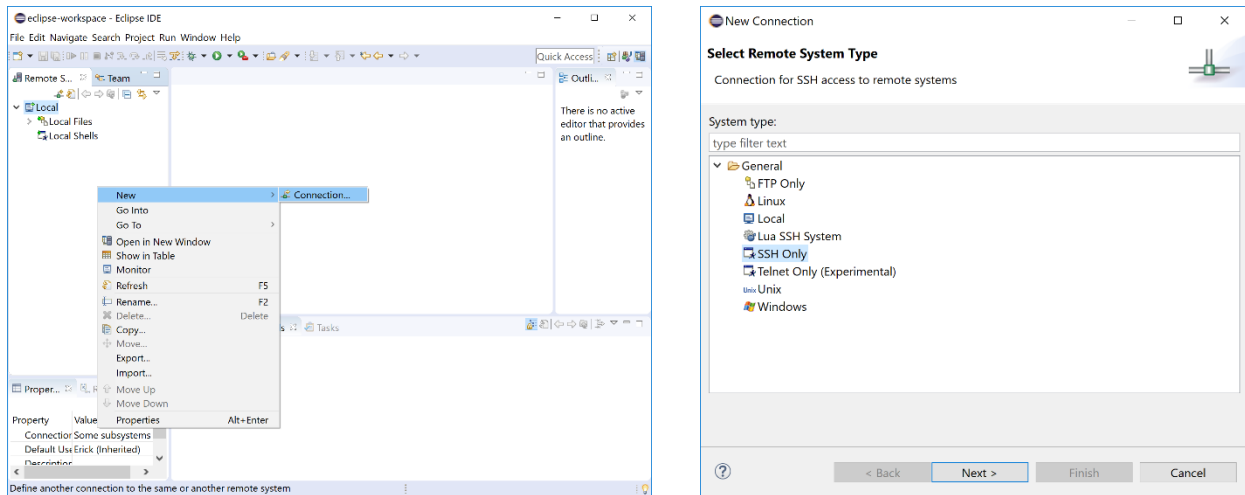 eclipse-workspace - Eclipse IDE
File Edit Navigate Search Project Run Window Help
Quick Access
Remote S... Team
Outli...
Local
Local Files
Local Shells
There is no active
editor that provides
an outline.
New
Connection...
Go Into
Go To
Open in New Window
Show in Table
Monitor
Refresh F5
Rename... F2
Delete... Delete
Copy...
Move...
Export...
Import...
Move Up
Move Down
Properties Alt+Enter
Tasks
Proper...
Property Value
Connection Some subsystems
Default Use Erick (Inherited)
Description
Define another connection to the same or another remote system
New Connection
Select Remote System Type
Connection for SSH access to remote systems
System type:
type filter text
General
FTP Only
Linux
Local
Lua SSH System
SSH Only
Telnet Only (Experimental)
Unix Unix
Windows
?
< Back Next > Finish Cancel